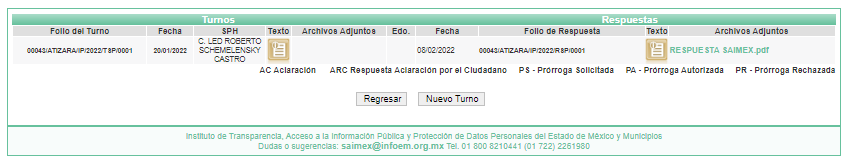 Turnos Respuestas
Folio del Turno Fecha SPH Texto Archivos Adjuntos Edo. Fecha Folio de Respuesta Texto Archivos Adjuntos
00043/ATIZARA/IP/2022/TSP/0001 20/01/2022 C. LED ROBERTO SCHEMELENSKY CASTRO 08/02/2022 00043/ATIZARA/IP/2022/RSP/0001 RESPUESTA SAIMEX.pdf
AC Aclaración ARC Respuesta Aclaración por el Ciudadano PS - Prórroga Solicitada PA - Prórroga Autorizada PR - Prórroga Rechazada
Regresar Nuevo Turno
Instituto de Transparencia, Acceso a la Información Pública y Protección de Datos Personales del Estado de México y Municipios
Dudas o sugerencias: saimex@infoem.org.mx Tel. 01 800 8210441 (01 722) 2261980